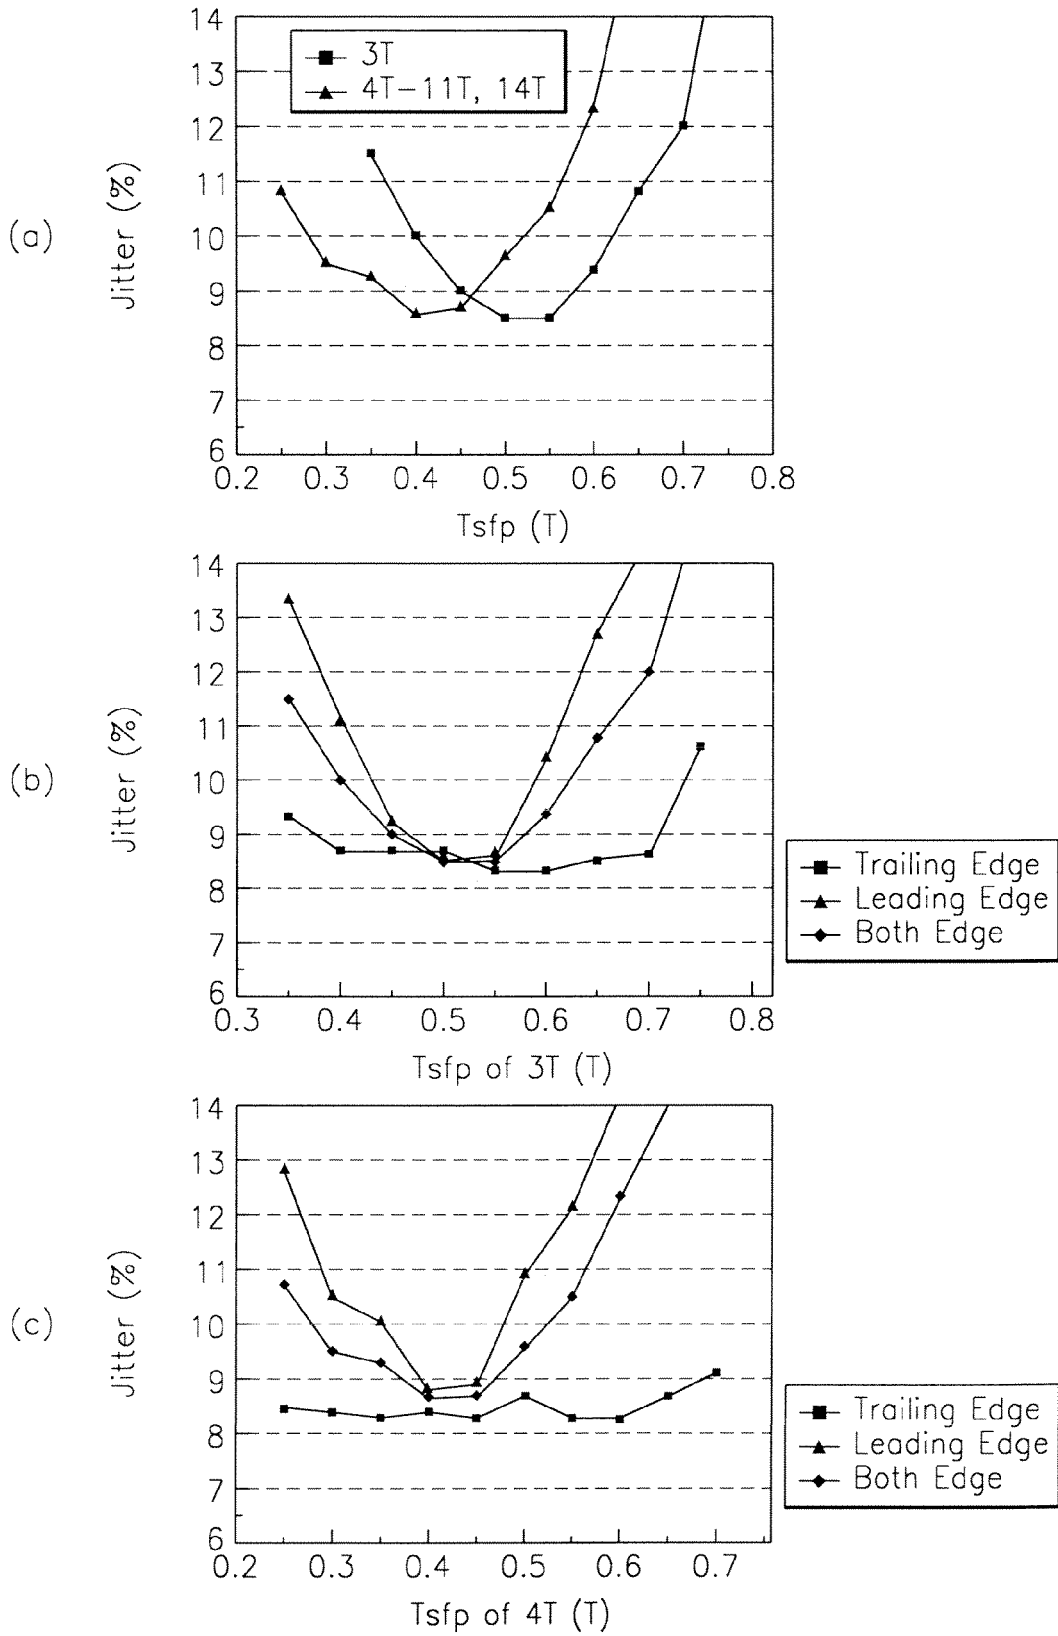 (a)
Jitter (%)
14
13
12
11
10
9
8
7
6
3T
4T-11T, 14T
0.2 0.3 0.4 0.5 0.6 0.7 0.8
Tsfp (T)
(b)
Jitter (%)
14
13
12
11
10
9
8
7
6
0.3 0.4 0.5 0.6 0.7 0.8
Tsfp of 3T (T)
Trailing Edge
Leading Edge
Both Edge
(c)
Jitter (%)
14
13
12
11
10
9
8
7
6
0.2 0.3 0.4 0.5 0.6 0.7
Tsfp of 4T (T)
Trailing Edge
Leading Edge
Both Edge